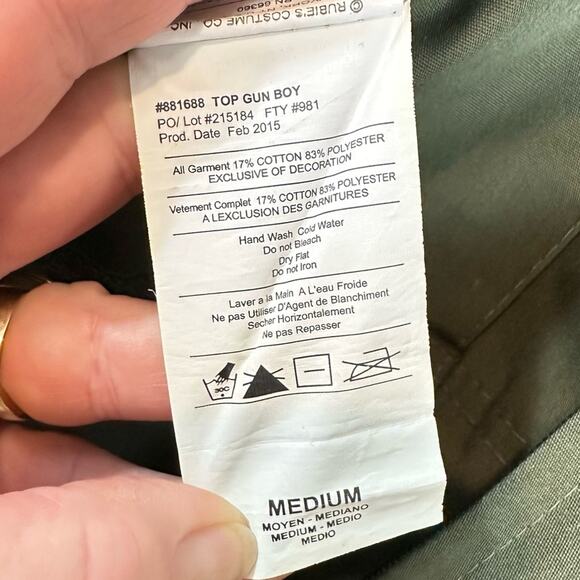 © RUBIE'S COSTUME CO. INC.
RN 66360
#881688 TOP GUN BOY
PO/ Lot #215184 FTY #981
Prod. Date Feb 2015
All Garment 17% COTTON 83% POLYESTER
EXCLUSIVE OF DECORATION
Vetement Complet 17% COTTON 83% POLYESTER
A LEXCLUSION DES GARNITURES
Hand Wash Cold Water
Do not Bleach
Dry Flat
Do not Iron
Laver a la Main A L'eau Froide
Ne pas Utiliser D'Agent de Blanchiment
Secher Horizontalement
Ne pas Repasser
30C
MEDIUM
MOYEN - MEDIANO
MEDIUM - MEDIO
MEDIO